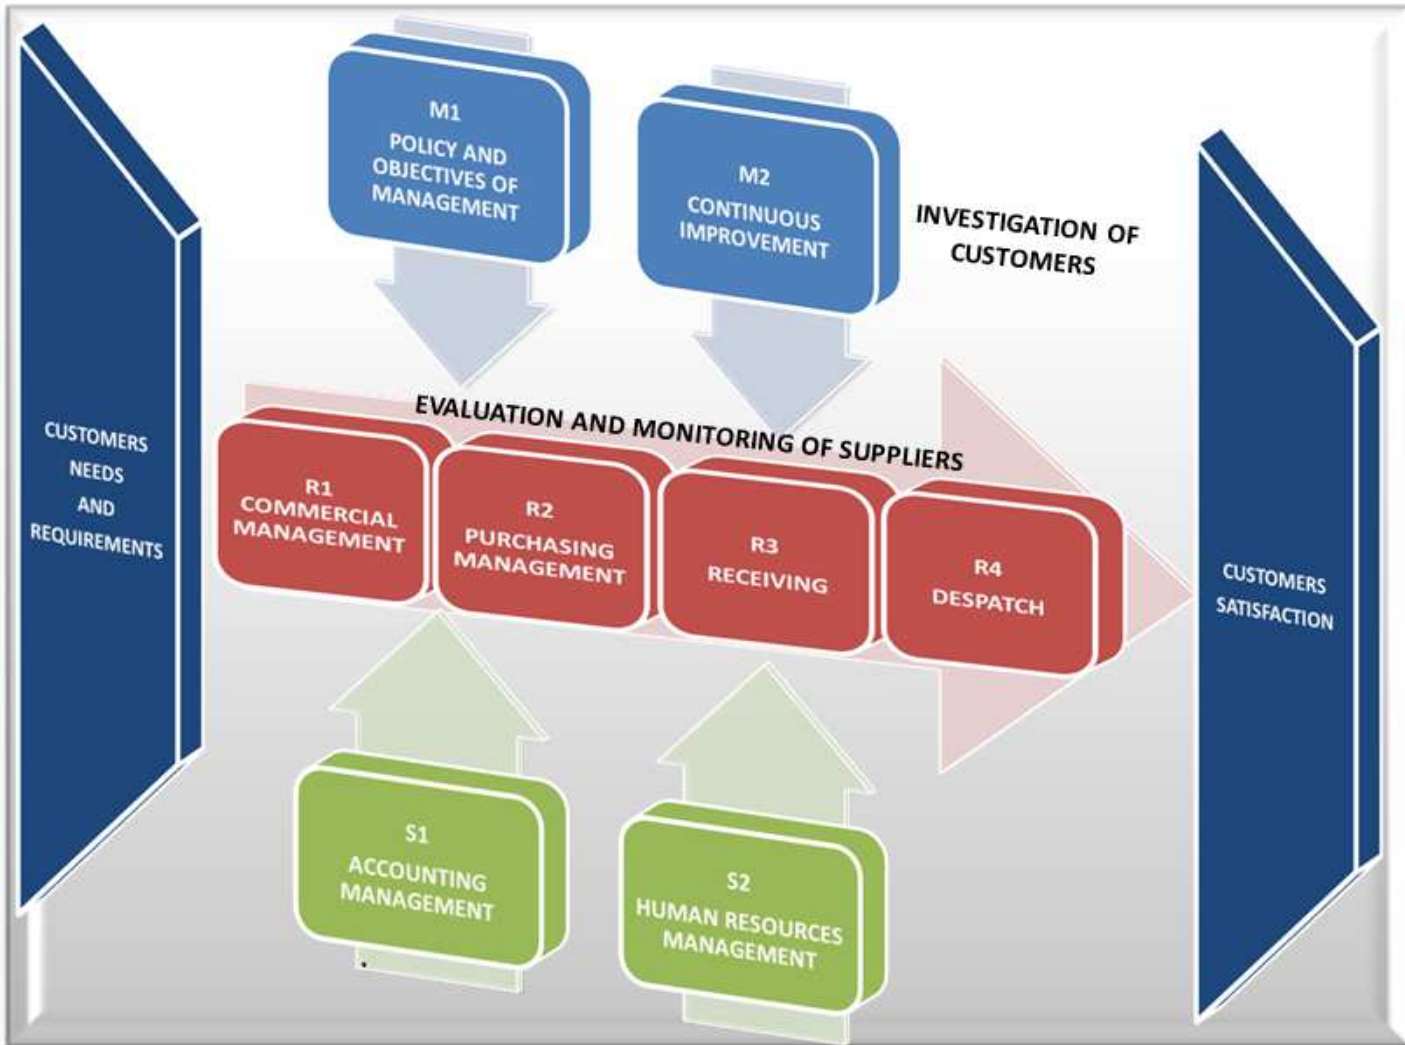 M1
POLICY AND
OBJECTIVES OF
MANAGEMENT
M2
CONTINUOUS
IMPROVEMENT
INVESTIGATION OF
CUSTOMERS
CUSTOMERS
NEEDS
AND
REQUIREMENTS
EVALUATION AND MONITORING OF SUPPLIERS
R1
COMMERCIAL
MANAGEMENT
R2
PURCHASING
MANAGEMENT
R3
RECEIVING
R4
DESPATCH
CUSTOMERS
SATISFACTION
S1
ACCOUNTING
MANAGEMENT
.
S2
HUMAN RESOURCES
MANAGEMENT